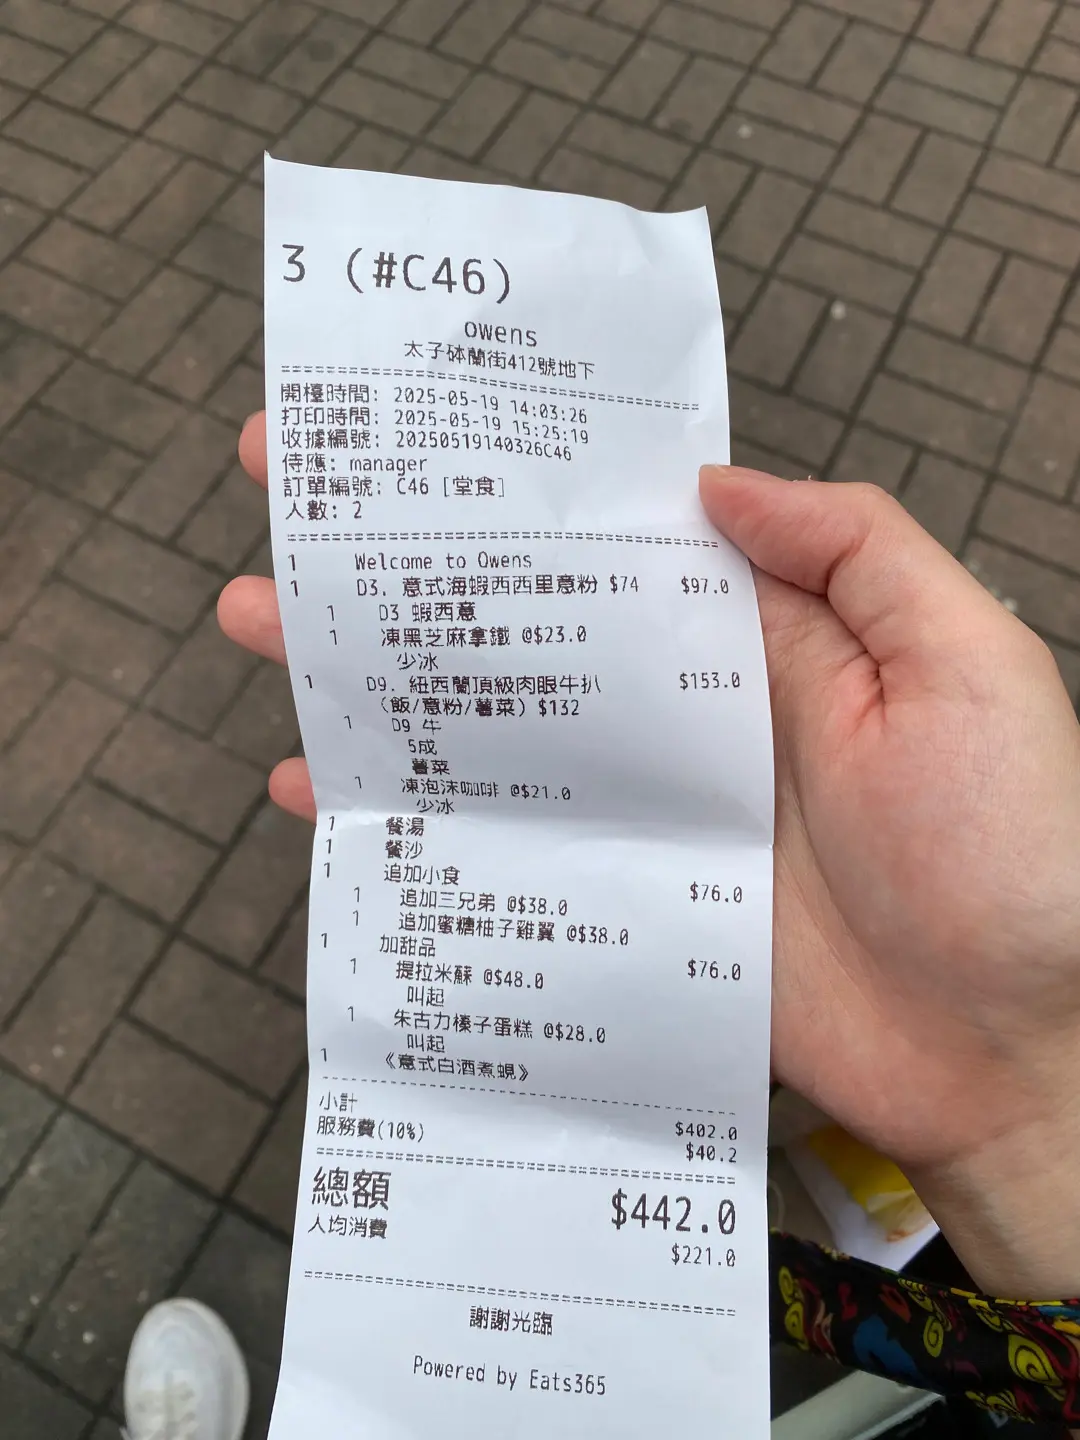 3 (#C46)
owens
太子砵蘭街412號地下
開檯時間: 2025-05-19 14:03:26
打印時間: 2025-05-19 15:25:19
收據編號: 20250519140326C46
侍應: manager
訂單編號: C46 [堂食]
人數: 2
1 Welcome to Owens
1 D3. 意式海蝦西西里意粉 $74 $97.0
1 D3 蝦西意
1 凍黑芝麻拿鐵 @$23.0
少冰
1 D9. 紐西蘭頂級肉眼牛扒 $153.0
(飯/意粉/薯菜) $132
1 D9 牛
5成
薯菜
1 凍泡沫咖啡 @$21.0
少冰
1 餐湯
1 餐沙
1 追加小食 $76.0
1 追加三兄弟 @$38.0
1 追加蜜糖柚子雞翼 @$38.0
1 加甜品 $76.0
1 提拉米蘇 @$48.0
叫起
1 朱古力榛子蛋糕 @$28.0
叫起
1 《意式白酒煮蜆》
小計 $402.0
服務費(10%) $40.2
總額 $442.0
人均消費 $221.0
謝謝光臨
Powered by Eats365